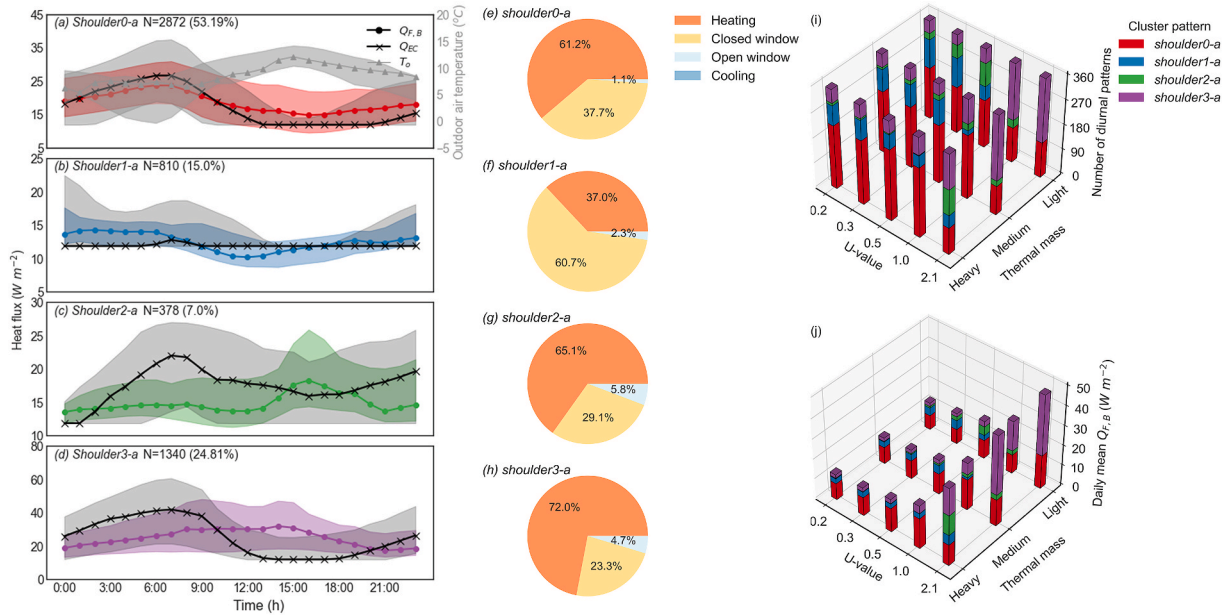 (a) Shoulder0-a N=2872 (53.19%)
45
35
25
15
5
Q_F,B
Q_EC
T_o
20
15
10
5
0
−5
Outdoor air temperature (°C)
(b) Shoulder1-a N=810 (15.0%)
25
20
15
10
5
(c) Shoulder2-a N=378 (7.0%)
30
25
20
15
10
(d) Shoulder3-a N=1340 (24.81%)
80
60
40
20
0
Heat flux (W m⁻²)
0:00 3:00 6:00 9:00 12:00 15:00 18:00 21:00
Time (h)
(e) shoulder0-a
61.2%
1.1%
37.7%
(f) shoulder1-a
37.0%
2.3%
60.7%
(g) shoulder2-a
65.1%
5.8%
29.1%
(h) shoulder3-a
72.0%
4.7%
23.3%
Heating
Closed window
Open window
Cooling
(i)
360
270
180
90
0
Number of diurnal patterns
0.2 0.3 0.5 1.0 2.1
U-value
Heavy Medium Light
Thermal mass
Cluster pattern
shoulder0-a
shoulder1-a
shoulder2-a
shoulder3-a
(j)
50
40
30
20
10
0
Daily mean Q_F,B (W m⁻²)
0.2 0.3 0.5 1.0 2.1
U-value
Heavy Medium Light
Thermal mass